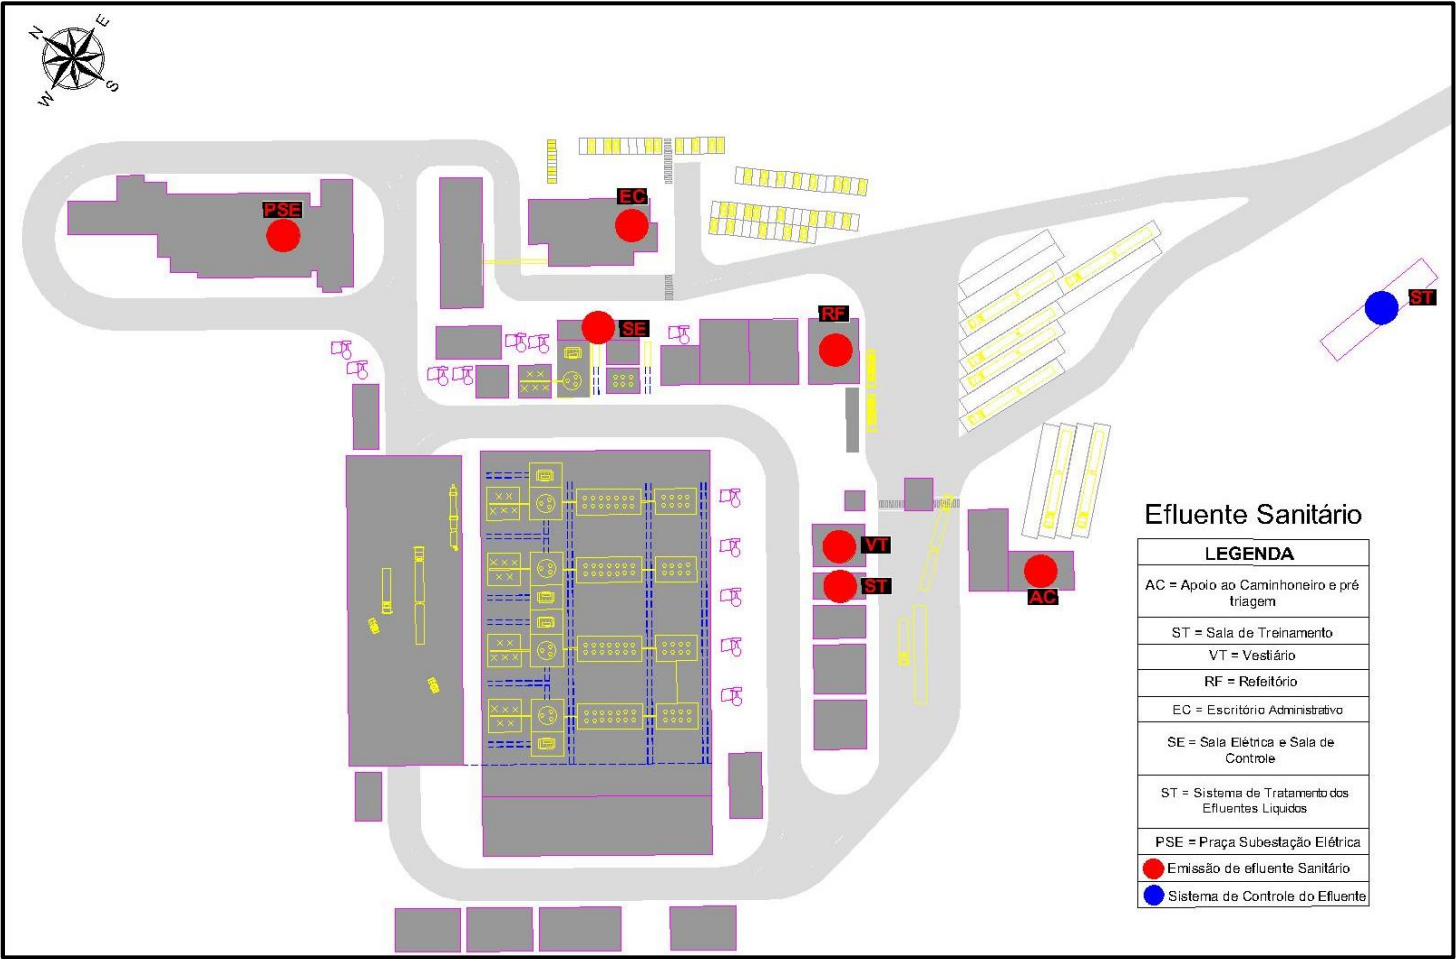 N
E
W
S
PSE
EC
SE
RF
ST
VT
ST
AC
Efluente Sanitário
LEGENDA
AC = Apoio ao Caminhoneiro e pré
triagem
ST = Sala de Treinamento
VT = Vestiário
RF = Refeitório
EC = Escritório Administrativo
SE = Sala Elétrica e Sala de
Controle
ST = Sistema de Tratamento dos
Efluentes Liquidos
PSE = Praça Subestação Elétrica
Emissão de efluente Sanitário
Sistema de Controle do Efluente